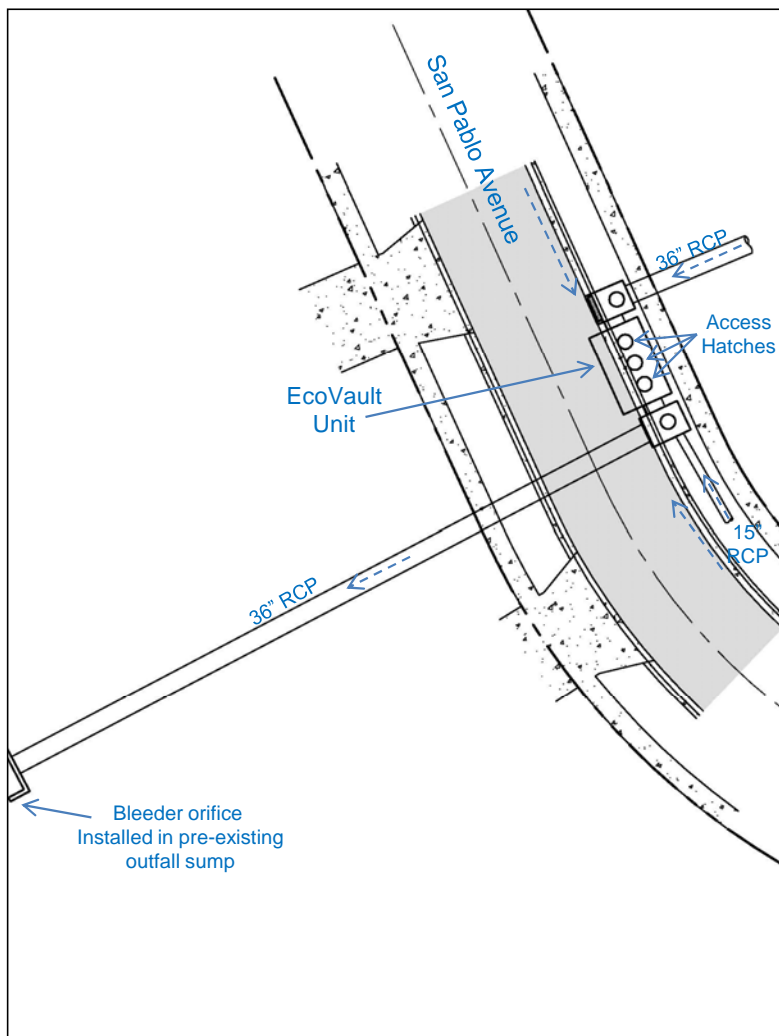 San Pablo Avenue
36” RCP
Access
Hatches
EcoVault
Unit
15”
RCP
36” RCP
Bleeder orifice
Installed in pre-existing
outfall sump